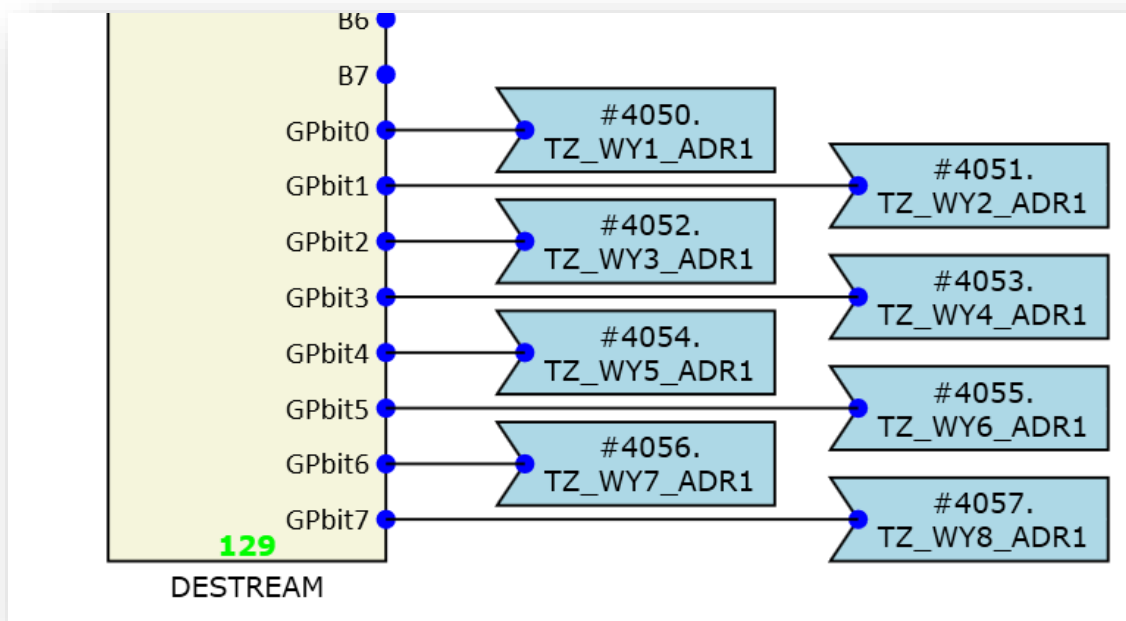 B6
B7
GPbit0
#4050.
TZ_WY1_ADR1
GPbit1
#4051.
TZ_WY2_ADR1
GPbit2
#4052.
TZ_WY3_ADR1
GPbit3
#4053.
TZ_WY4_ADR1
GPbit4
#4054.
TZ_WY5_ADR1
GPbit5
#4055.
TZ_WY6_ADR1
GPbit6
#4056.
TZ_WY7_ADR1
GPbit7
#4057.
TZ_WY8_ADR1
129
DESTREAM